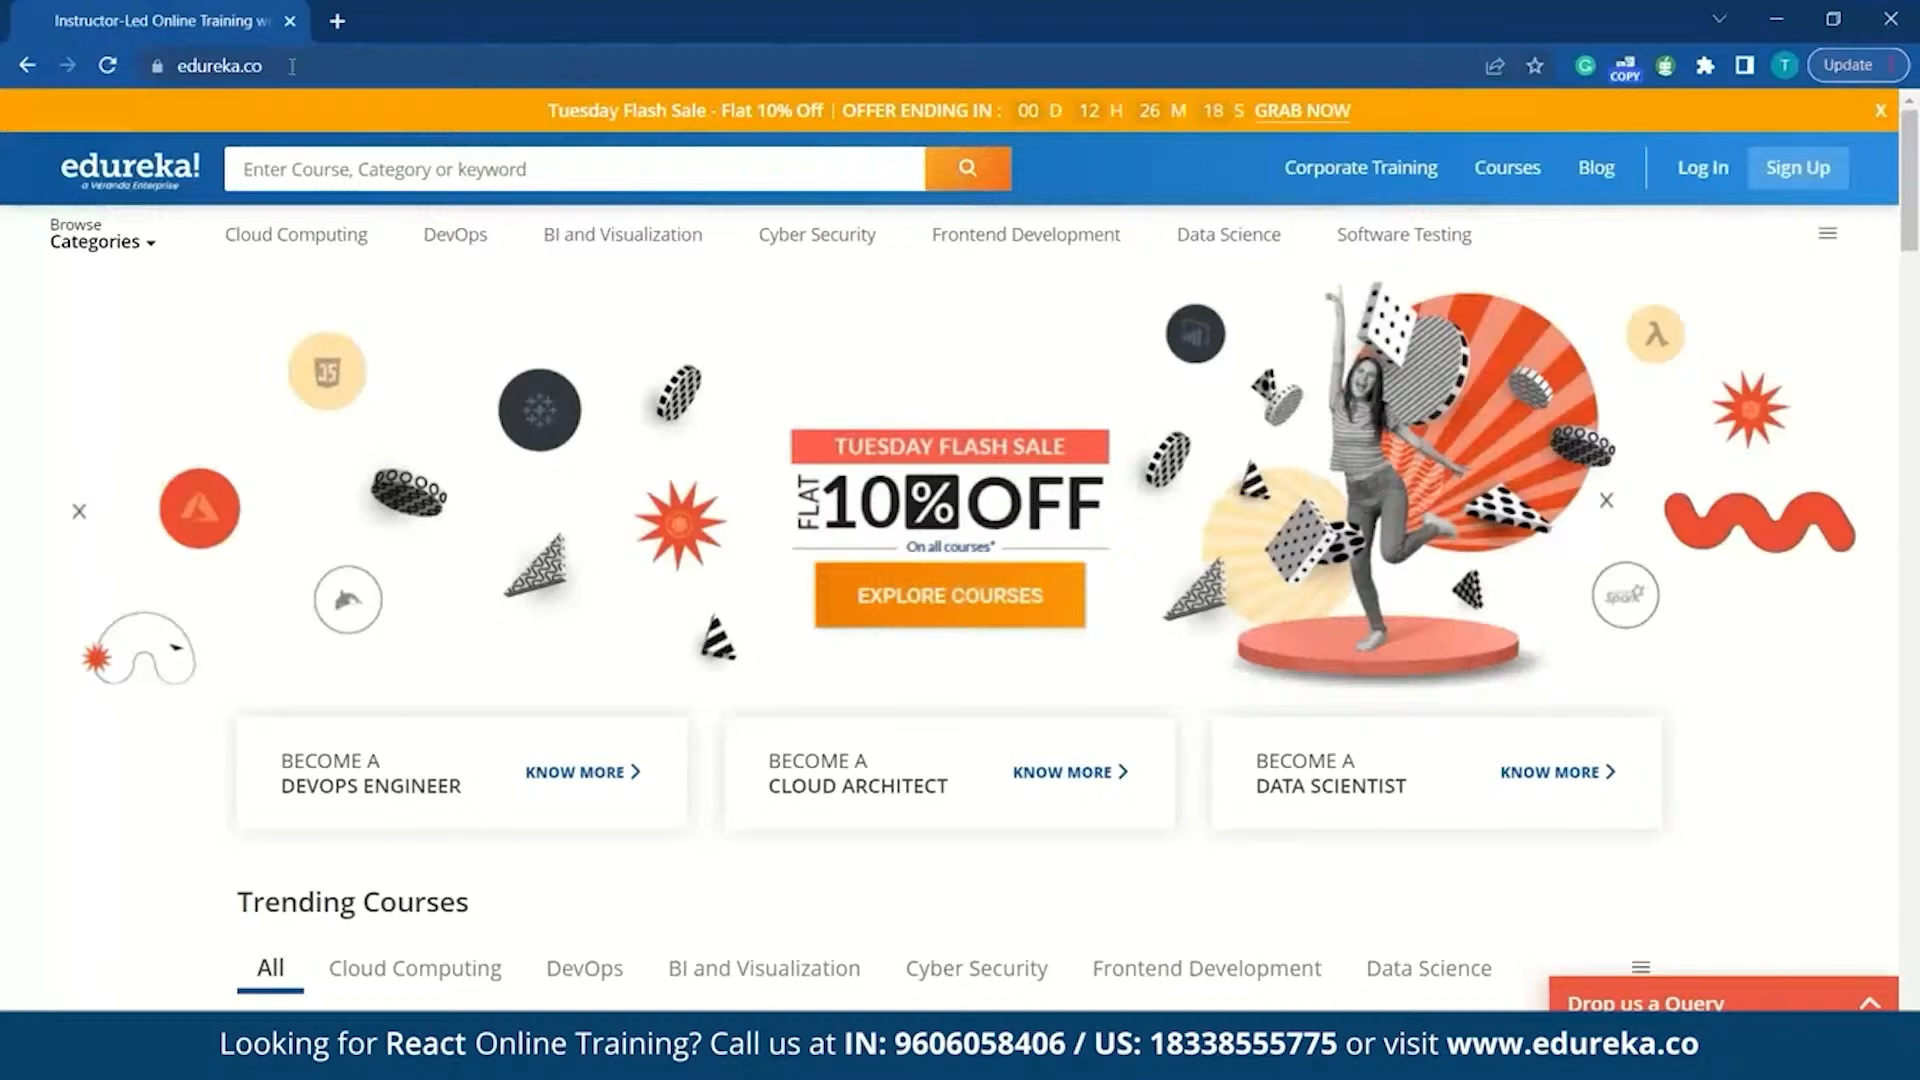 Instructor-Led Online Training w
edureka.co
COPY
T
Update
Tuesday Flash Sale - Flat 10% Off | OFFER ENDING IN : 00 D 12 H 26 M 18 S GRAB NOW
X
edureka!
a Veranda Enterprise
Enter Course, Category or keyword
Corporate Training
Courses
Blog
Log In
Sign Up
Browse
Categories
Cloud Computing
DevOps
BI and Visualization
Cyber Security
Frontend Development
Data Science
Software Testing
JS
λ
TUESDAY FLASH SALE
FLAT 10% OFF
On all courses*
EXPLORE COURSES
Spark
BECOME A
DEVOPS ENGINEER
KNOW MORE
BECOME A
CLOUD ARCHITECT
KNOW MORE
BECOME A
DATA SCIENTIST
KNOW MORE
Trending Courses
All
Cloud Computing
DevOps
BI and Visualization
Cyber Security
Frontend Development
Data Science
Drop us a Query
Looking for React Online Training? Call us at IN: 9606058406 / US: 18338555775 or visit www.edureka.co